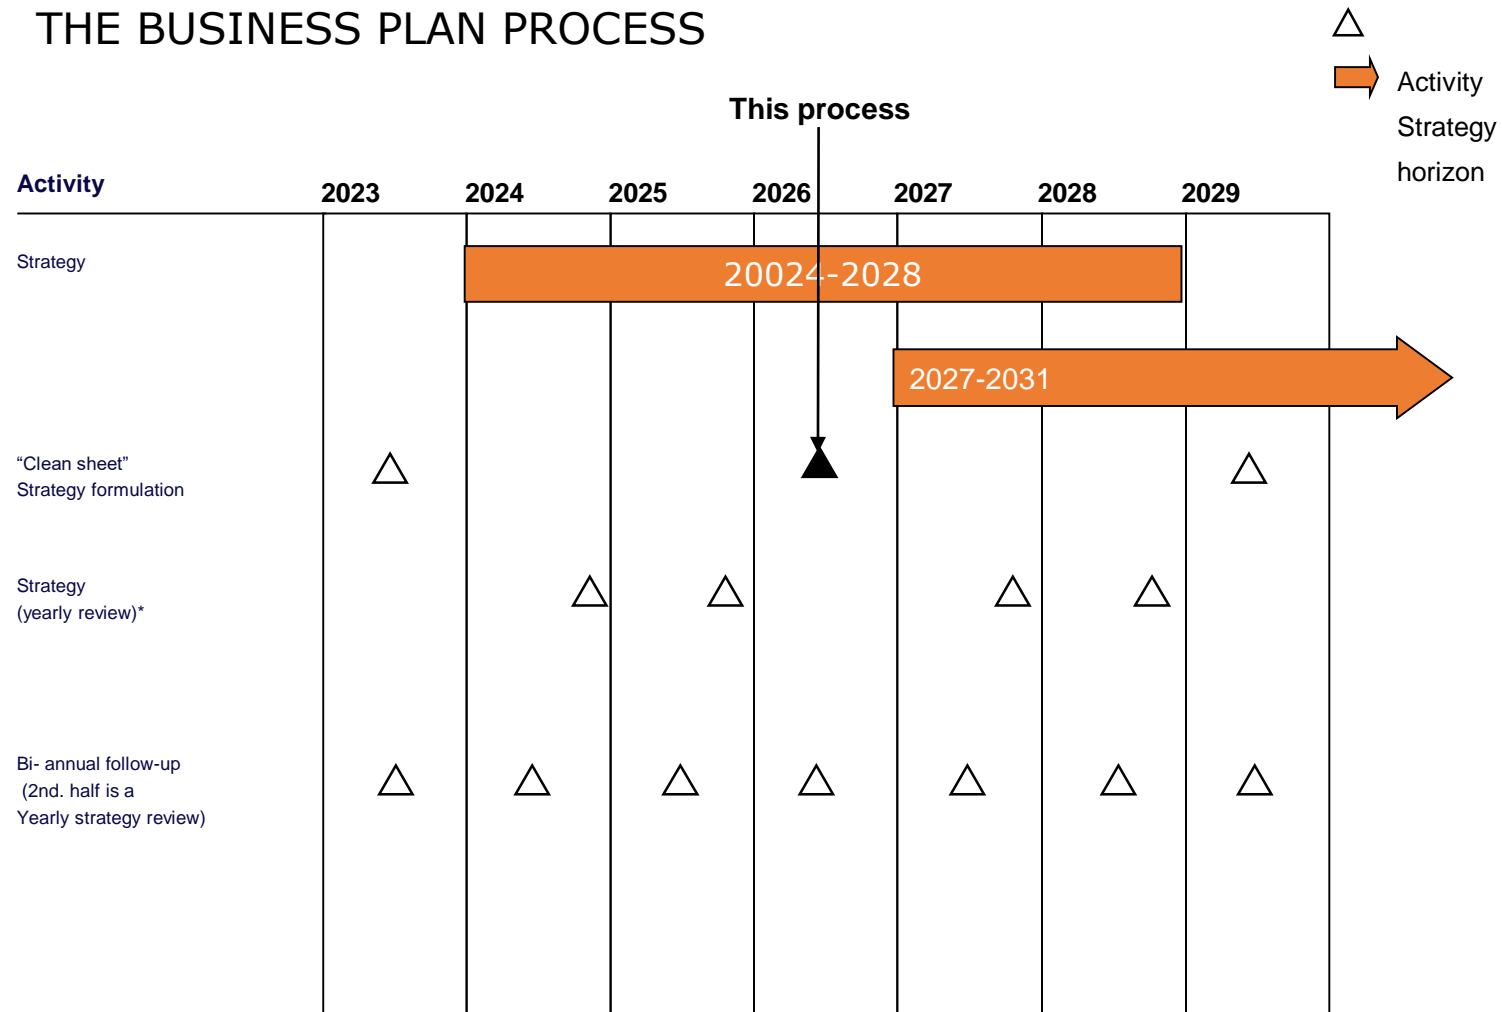 THE BUSINESS PLAN PROCESS
Activity
Strategy
horizon
This process
Activity
2023
2024
2025
2026
2027
2028
2029
Strategy
20024-2028
2027-2031
“Clean sheet”
Strategy formulation
Strategy
(yearly review)*
Bi- annual follow-up
(2nd. half is a
Yearly strategy review)